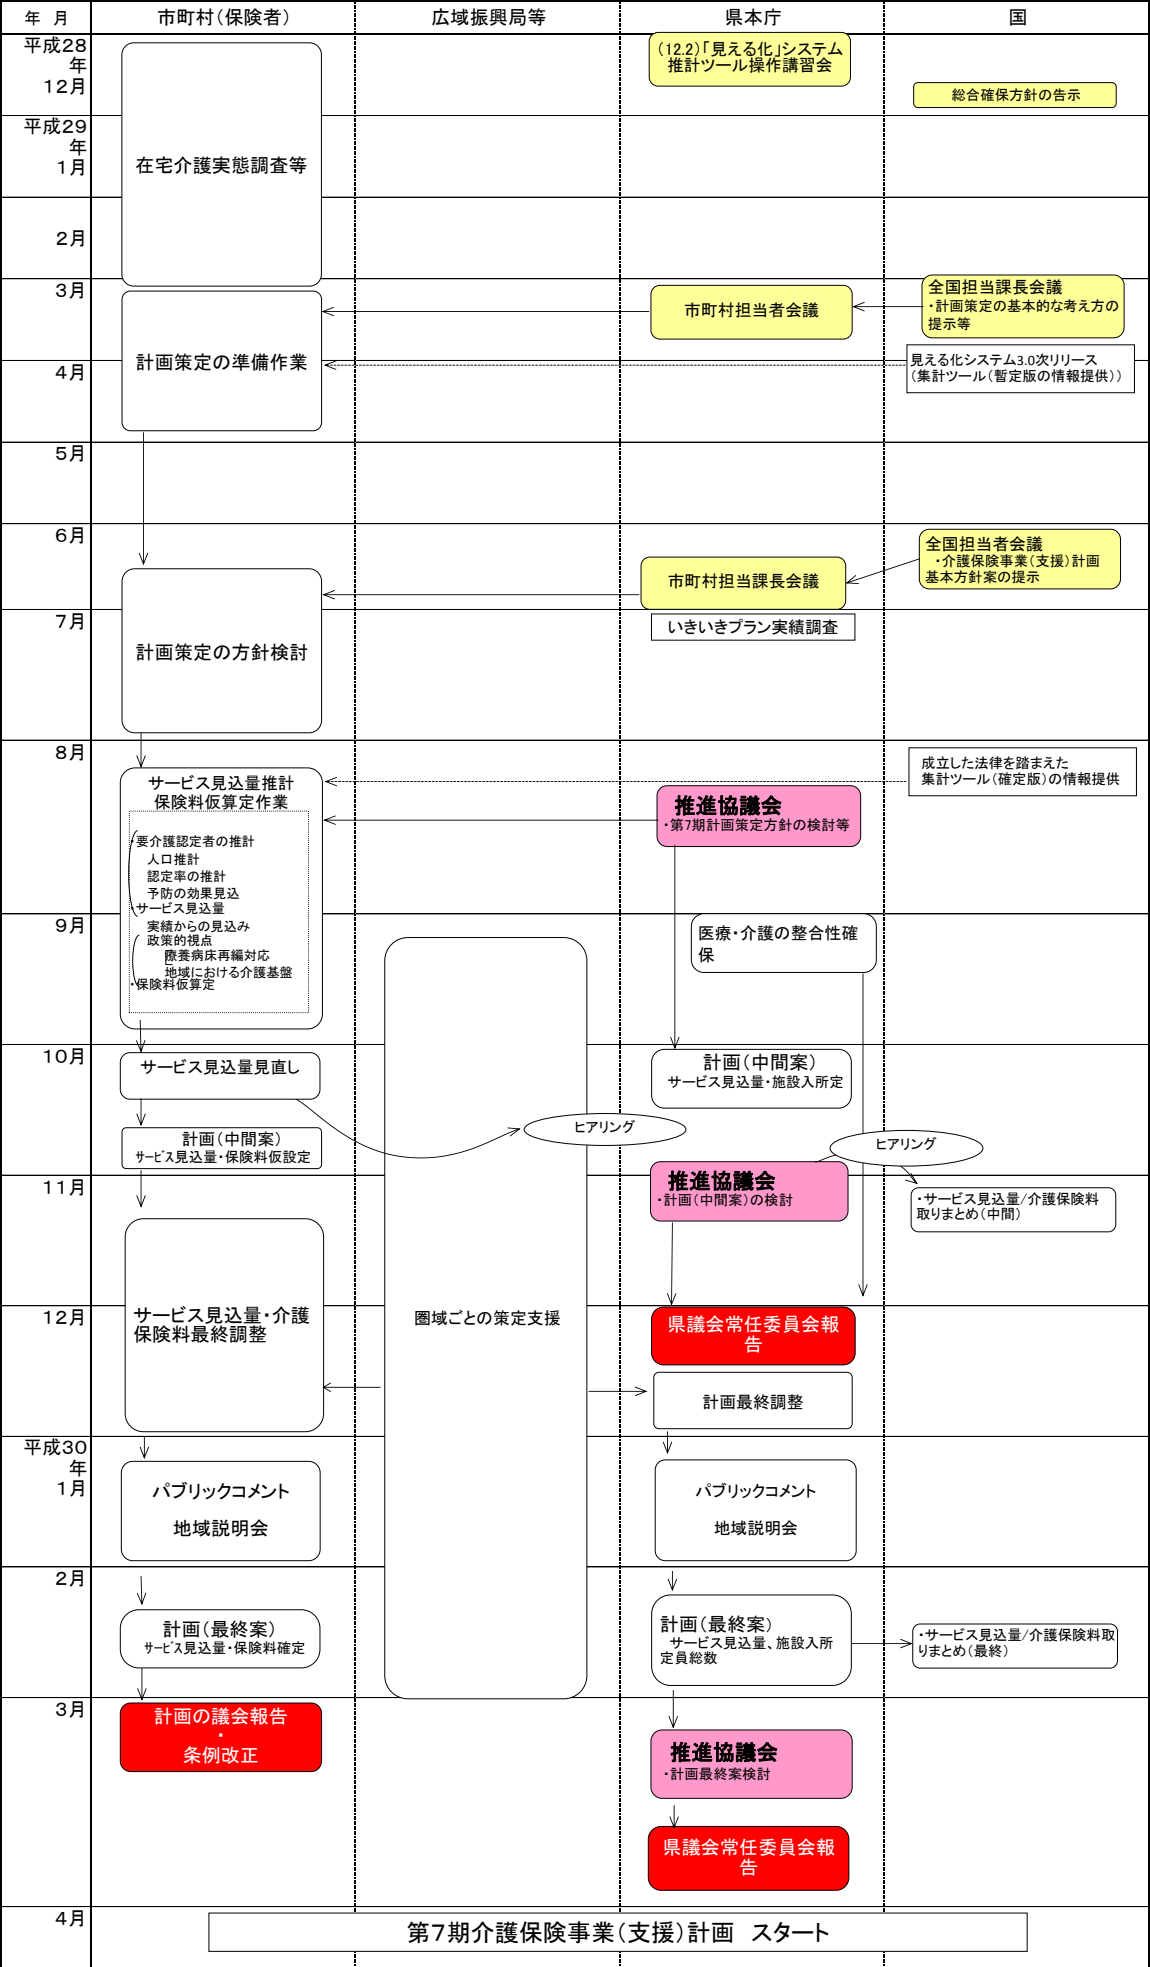 年 月
市町村(保険者)
広域振興局等
県本庁
国
平成28
年
12月
(12.2)「見える化」システム
推計ツール操作講習会
総合確保方針の告示
平成29
年
1月
在宅介護実態調査等
2月
3月
市町村担当者会議
全国担当課長会議
・計画策定の基本的な考え方の
提示等
計画策定の準備作業
見える化システム3.0次リリース
(集計ツール(暫定版の情報提供))
4月
5月
6月
市町村担当課長会議
全国担当者会議
・介護保険事業(支援)計画
基本方針案の提示
7月
いきいきプラン実績調査
計画策定の方針検討
8月
成立した法律を踏まえた
集計ツール(確定版)の情報提供
サービス見込量推計
保険料仮算定作業
・要介護認定者の推計
人口推計
認定率の推計
予防の効果見込
・サービス見込量
実績からの見込み
政策的視点
療養病床再編対応
地域における介護基盤
・保険料仮算定
推進協議会
・第7期計画策定方針の検討等
9月
医療・介護の整合性確
保
10月
サービス見込量見直し
計画(中間案)
サービス見込量・施設入所定
ヒアリング
ヒアリング
計画(中間案)
サービス見込量・保険料仮設定
11月
推進協議会
・計画(中間案)の検討
・サービス見込量/介護保険料
取りまとめ(中間)
12月
サービス見込量・介護
保険料最終調整
圏域ごとの策定支援
県議会常任委員会報
告
計画最終調整
平成30
年
1月
パブリックコメント
地域説明会
パブリックコメント
地域説明会
2月
計画(最終案)
サービス見込量・保険料確定
計画(最終案)
サービス見込量、施設入所
定員総数
・サービス見込量/介護保険料取
りまとめ(最終)
3月
計画の議会報告
・
条例改正
推進協議会
・計画最終案検討
県議会常任委員会報
告
4月
第7期介護保険事業(支援)計画 スタート